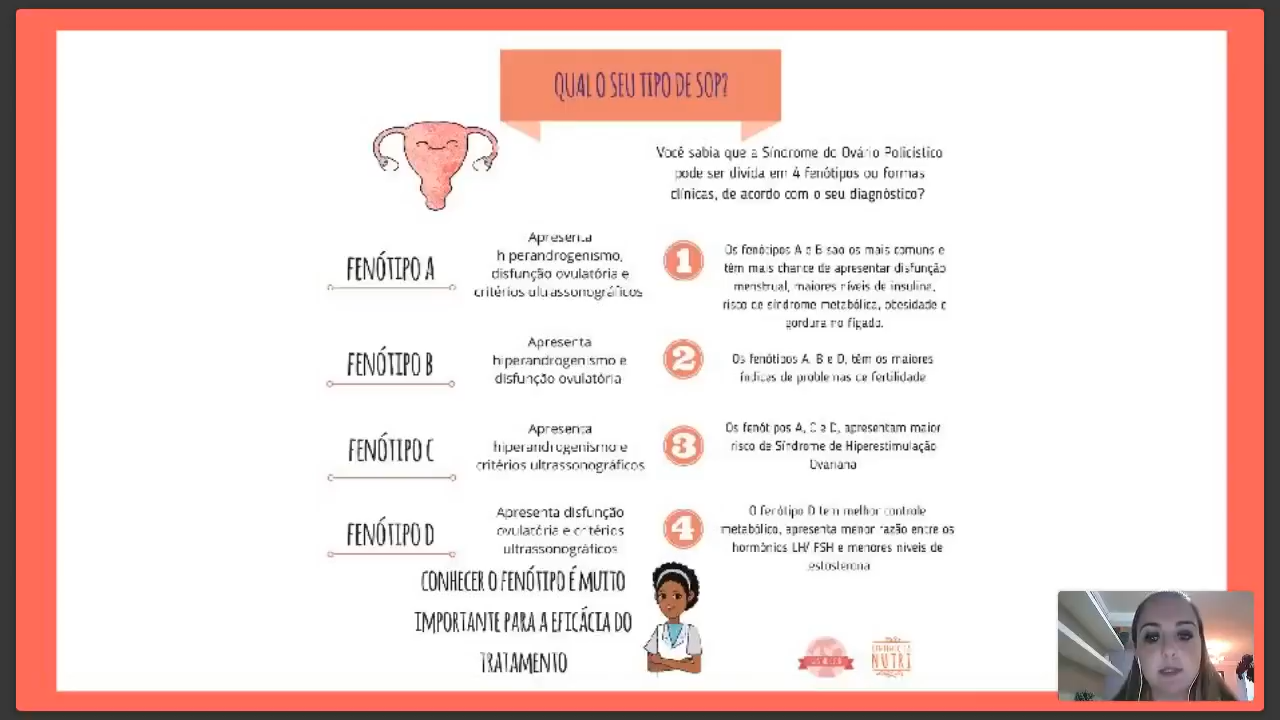 QUAL O SEU TIPO DE SOP?
Você sabia que a Síndrome do Ovário Policístico
pode ser divida em 4 fenótipos ou formas
clínicas, de acordo com o seu diagnóstico?
FENÓTIPO A
Apresenta
hiperandrogenismo,
disfunção ovulatória e
critérios ultrassonográficos
1
Os fenótipos A e B são os mais comuns e
têm mais chance de apresentar disfunção
menstrual, maiores níveis de insulina,
risco de síndrome metabólica, obesidade e
gordura no fígado.
FENÓTIPO B
Apresenta
hiperandrogenismo e
disfunção ovulatória
2
Os fenótipos A, B e D, têm os maiores
índices de problemas de fertilidade
FENÓTIPO C
Apresenta
hiperandrogenismo e
critérios ultrassonográficos
3
Os fenótipos A, C e D, apresentam maior
risco de Síndrome de Hiperestimulação
Ovariana
FENÓTIPO D
Apresenta disfunção
ovulatória e critérios
ultrassonográficos
4
O fenótipo D tem melhor controle
metabólico, apresenta menor razão entre os
hormônios LH/ FSH e menores níveis de
testosterona
CONHECER O FENÓTIPO É MUITO
IMPORTANTE PARA A EFICÁCIA DO
TRATAMENTO
NUTRI